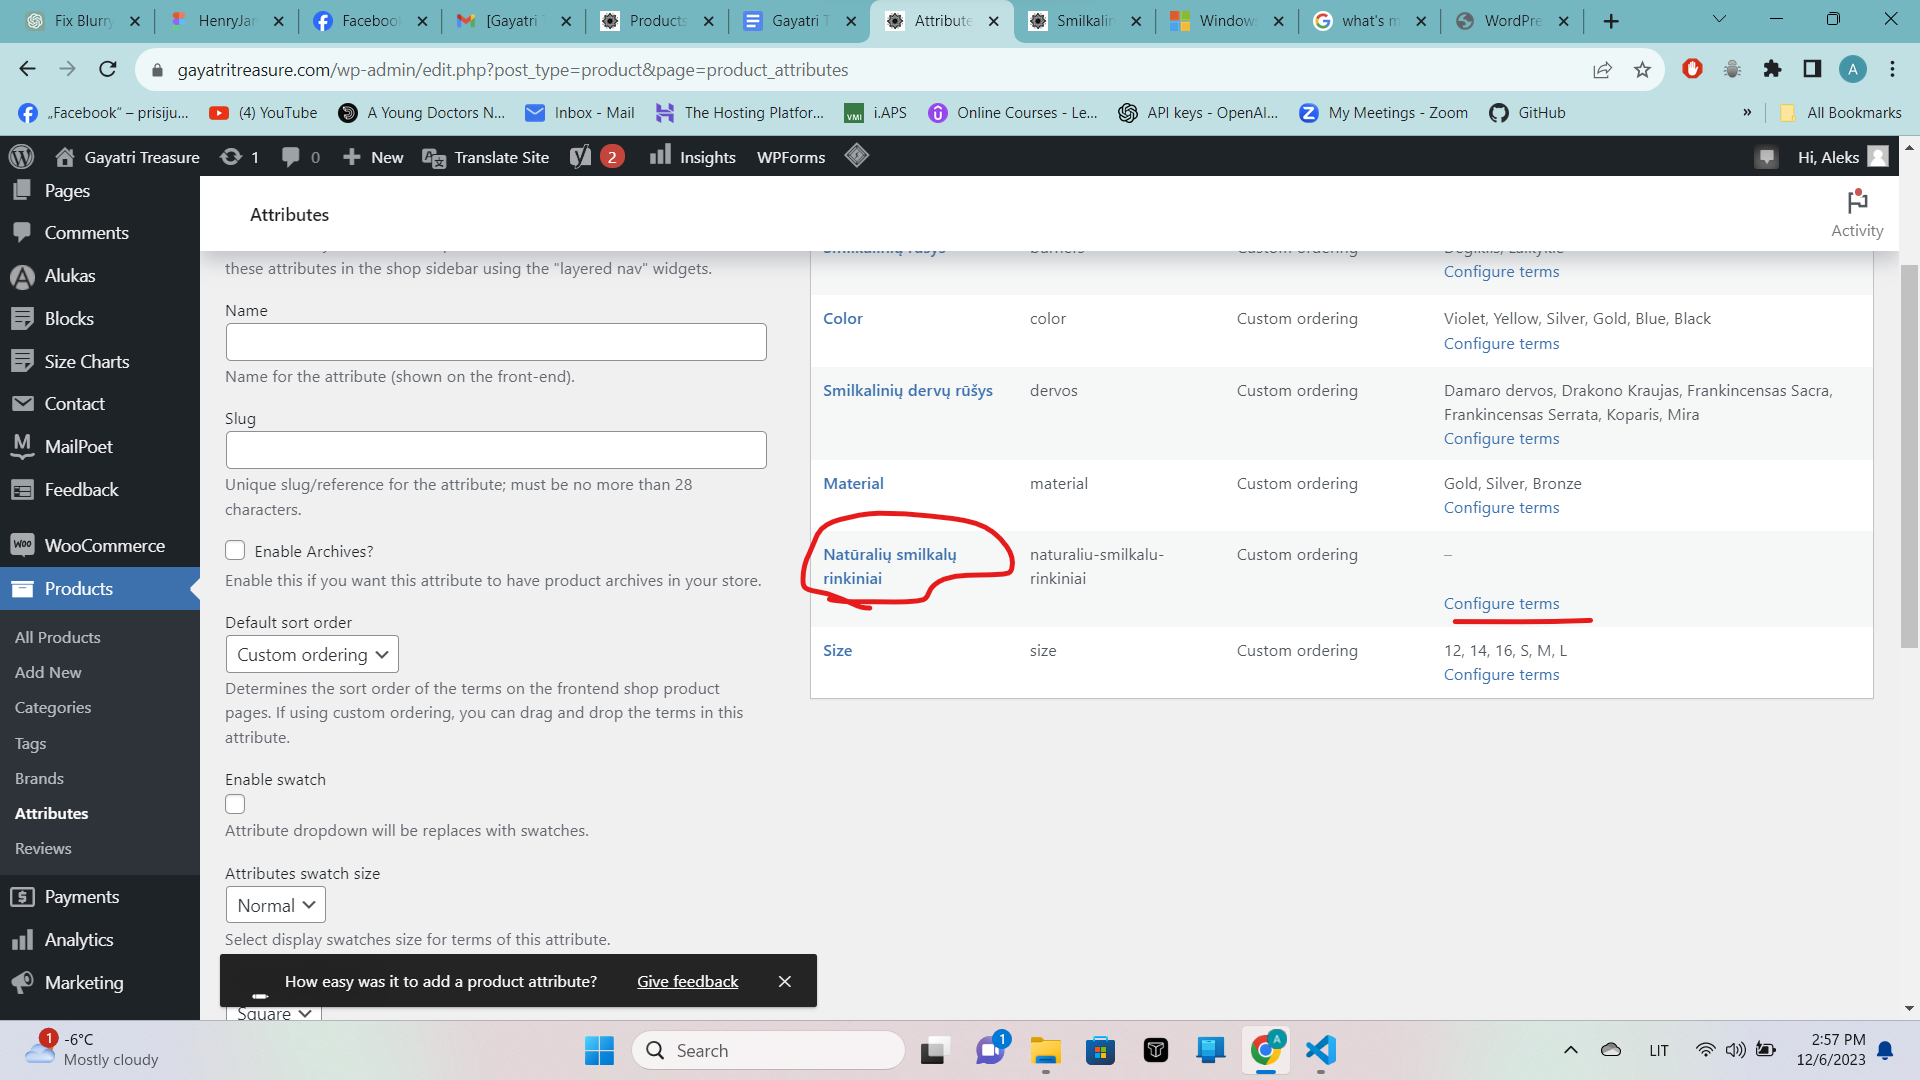 Fix Blurry
HenryJar
Facebook
[Gayatri T
Products
Gayatri T
Attribute
Smilkalin
Window
what's m
WordPre
gayatritreasure.com/wp-admin/edit.php?post_type=product&page=product_attributes
A
„Facebook“ – prisiju...
(4) YouTube
A Young Doctors N...
Inbox - Mail
The Hosting Platfor...
i.APS
Online Courses - Le...
API keys - OpenAI...
My Meetings - Zoom
GitHub
»
All Bookmarks
Gayatri Treasure
1
0
New
Translate Site
2
Insights
WPForms
Hi, Aleks
Pages
Comments
Alukas
Blocks
Size Charts
Contact
MailPoet
Feedback
WooCommerce
Products
All Products
Add New
Categories
Tags
Brands
Attributes
Reviews
Payments
Analytics
Marketing
Attributes
Activity
these attributes in the shop sidebar using the "layered nav" widgets.
Name
Name for the attribute (shown on the front-end).
Slug
Unique slug/reference for the attribute; must be no more than 28
characters.
Enable Archives?
Enable this if you want this attribute to have product archives in your store.
Default sort order
Custom ordering
Determines the sort order of the terms on the frontend shop product
pages. If using custom ordering, you can drag and drop the terms in this
attribute.
Enable swatch
Attribute dropdown will be replaces with swatches.
Attributes swatch size
Normal
Select display swatches size for terms of this attribute.
How easy was it to add a product attribute?
Give feedback
Square
Configure terms
Color
color
Custom ordering
Violet, Yellow, Silver, Gold, Blue, Black
Configure terms
Smilkalinių dervų rūšys
dervos
Custom ordering
Damaro dervos, Drakono Kraujas, Frankincensas Sacra,
Frankincensas Serrata, Koparis, Mira
Configure terms
Material
material
Custom ordering
Gold, Silver, Bronze
Configure terms
Natūralių smilkalų
rinkiniai
naturaliu-smilkalu-
rinkiniai
Custom ordering
–
Configure terms
Size
size
Custom ordering
12, 14, 16, S, M, L
Configure terms
1
-6°C
Mostly cloudy
Search
1
A
LIT
2:57 PM
12/6/2023